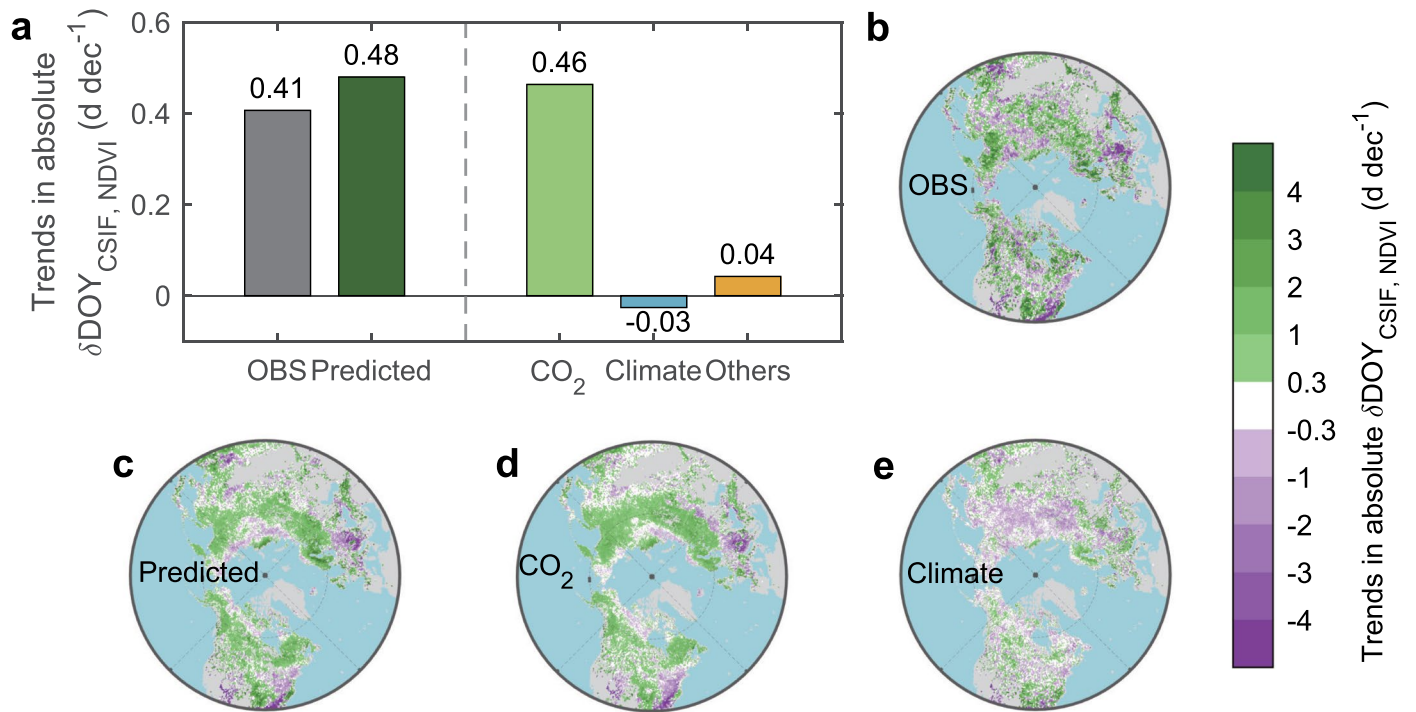 a
Trends in absolute
δDOY_CSIF, NDVI (d dec⁻¹)
0.6
0.4
0.2
0
0.41
0.48
0.46
-0.03
0.04
OBS Predicted CO₂ Climate Others
b
OBS
c
Predicted
d
CO₂
e
Climate
4
3
2
1
0.3
-0.3
-1
-2
-3
-4
Trends in absolute δDOY_CSIF, NDVI (d dec⁻¹)